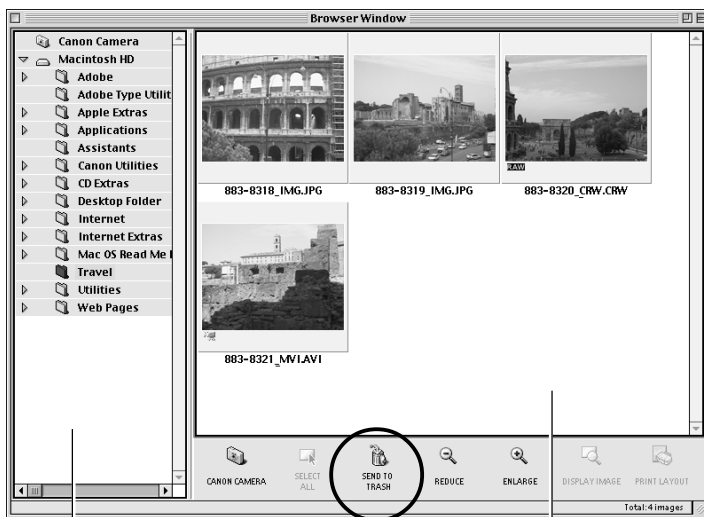 Browser Window
Canon Camera
Macintosh HD
Adobe
Adobe Type Utilit
Apple Extras
Applications
Assistants
Canon Utilities
CD Extras
Desktop Folder
Internet
Internet Extras
Mac OS Read Me
Travel
Utilities
Web Pages
883-8318_IMG.JPG
883-8319_IMG.JPG
RAW
883-8320_CRW.CRW
883-8321_MVI.AVI
CANON CAMERA
SELECT ALL
SEND TO TRASH
REDUCE
ENLARGE
DISPLAY IMAGE
PRINT LAYOUT
Total:4 images